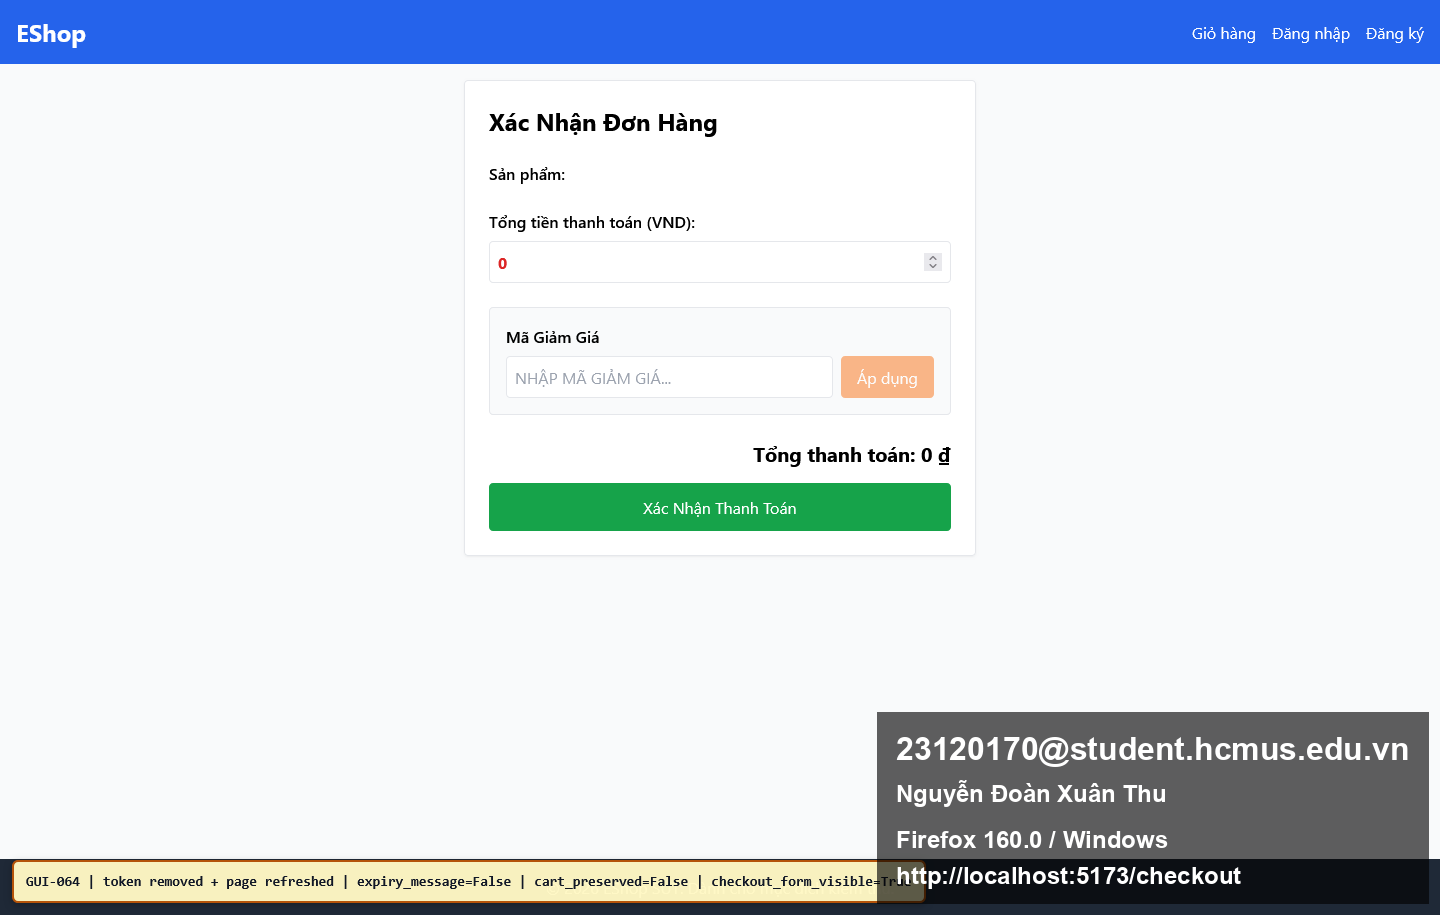 EShop
Giỏ hàng Đăng nhập Đăng ký
Xác Nhận Đơn Hàng
Sản phẩm:
Tổng tiền thanh toán (VND):
0
Mã Giảm Giá
NHẬP MÃ GIẢM GIÁ...
Áp dụng
Tổng thanh toán: 0 ₫
Xác Nhận Thanh Toán
23120170@student.hcmus.edu.vn
Nguyễn Đoàn Xuân Thu
Firefox 160.0 / Windows
http://localhost:5173/checkout
GUI-064 | token removed + page refreshed | expiry_message=False | cart_preserved=False | checkout_form_visible=True